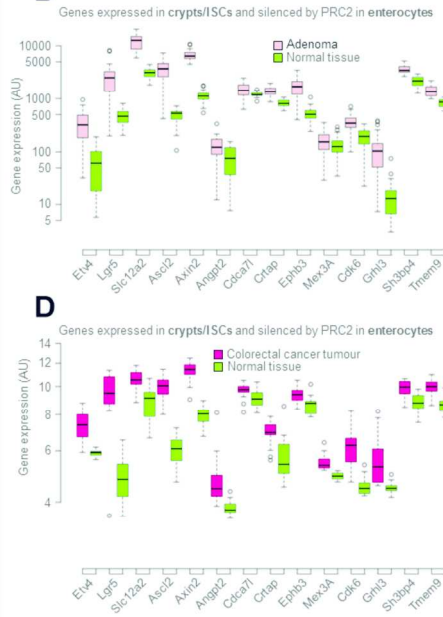 Genes expressed in crypts/ISCs and silenced by PRC2 in enterocytes
Gene expression (AU)
10000
5000
1000
500
100
50
10
5
Adenoma
Normal tissue
Etv4
Lgr5
Slc12a2
Ascl2
Axin2
Angpt2
Cdca7l
Crtap
Ephb3
Mex3A
Cdk6
Grhl3
Sh3bp4
Tmem9
D
Genes expressed in crypts/ISCs and silenced by PRC2 in enterocytes
Gene expression (AU)
14
12
10
8
6
4
Colorectal cancer tumour
Normal tissue
Etv4
Lgr5
Slc12a2
Ascl2
Axin2
Angpt2
Cdca7l
Crtap
Ephb3
Mex3A
Cdk6
Grhl3
Sh3bp4
Tmem9